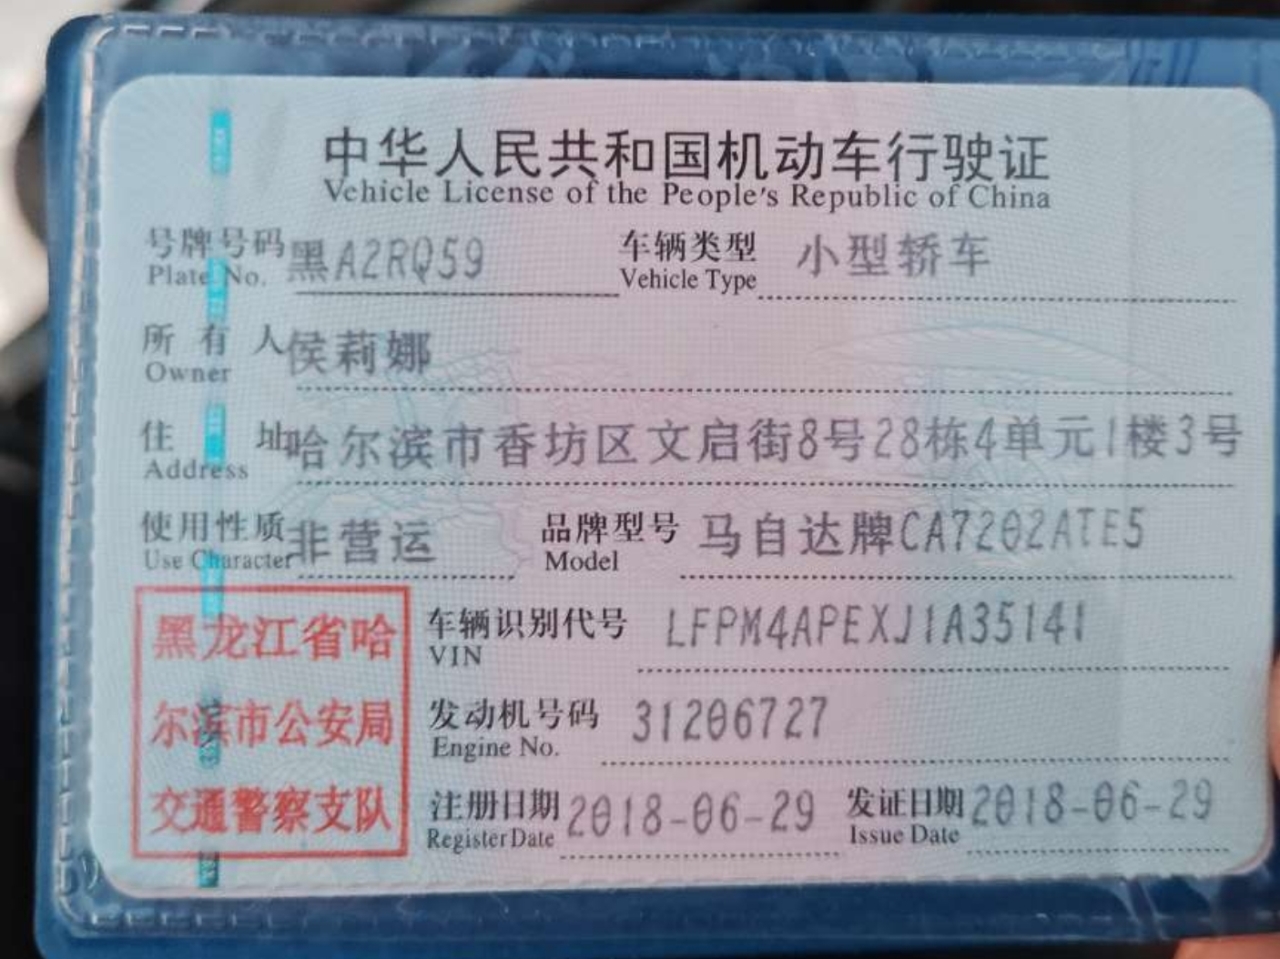 中华人民共和国机动车行驶证
Vehicle License of the People's Republic of China
号牌号码 黑A2RQ59 车辆类型 小型轿车
Plate No. Vehicle Type
所有人 侯莉娜
Owner
住址 哈尔滨市香坊区文启街8号28栋4单元1楼3号
Address
使用性质 非营运 品牌型号 马自达牌CA7202ATE5
Use Character Model
车辆识别代号 LFPM4APEXJ1A35141
VIN
发动机号码 31206727
Engine No.
注册日期 2018-06-29 发证日期 2018-06-29
Register Date Issue Date
黑龙江省哈
尔滨市公安局
交通警察支队